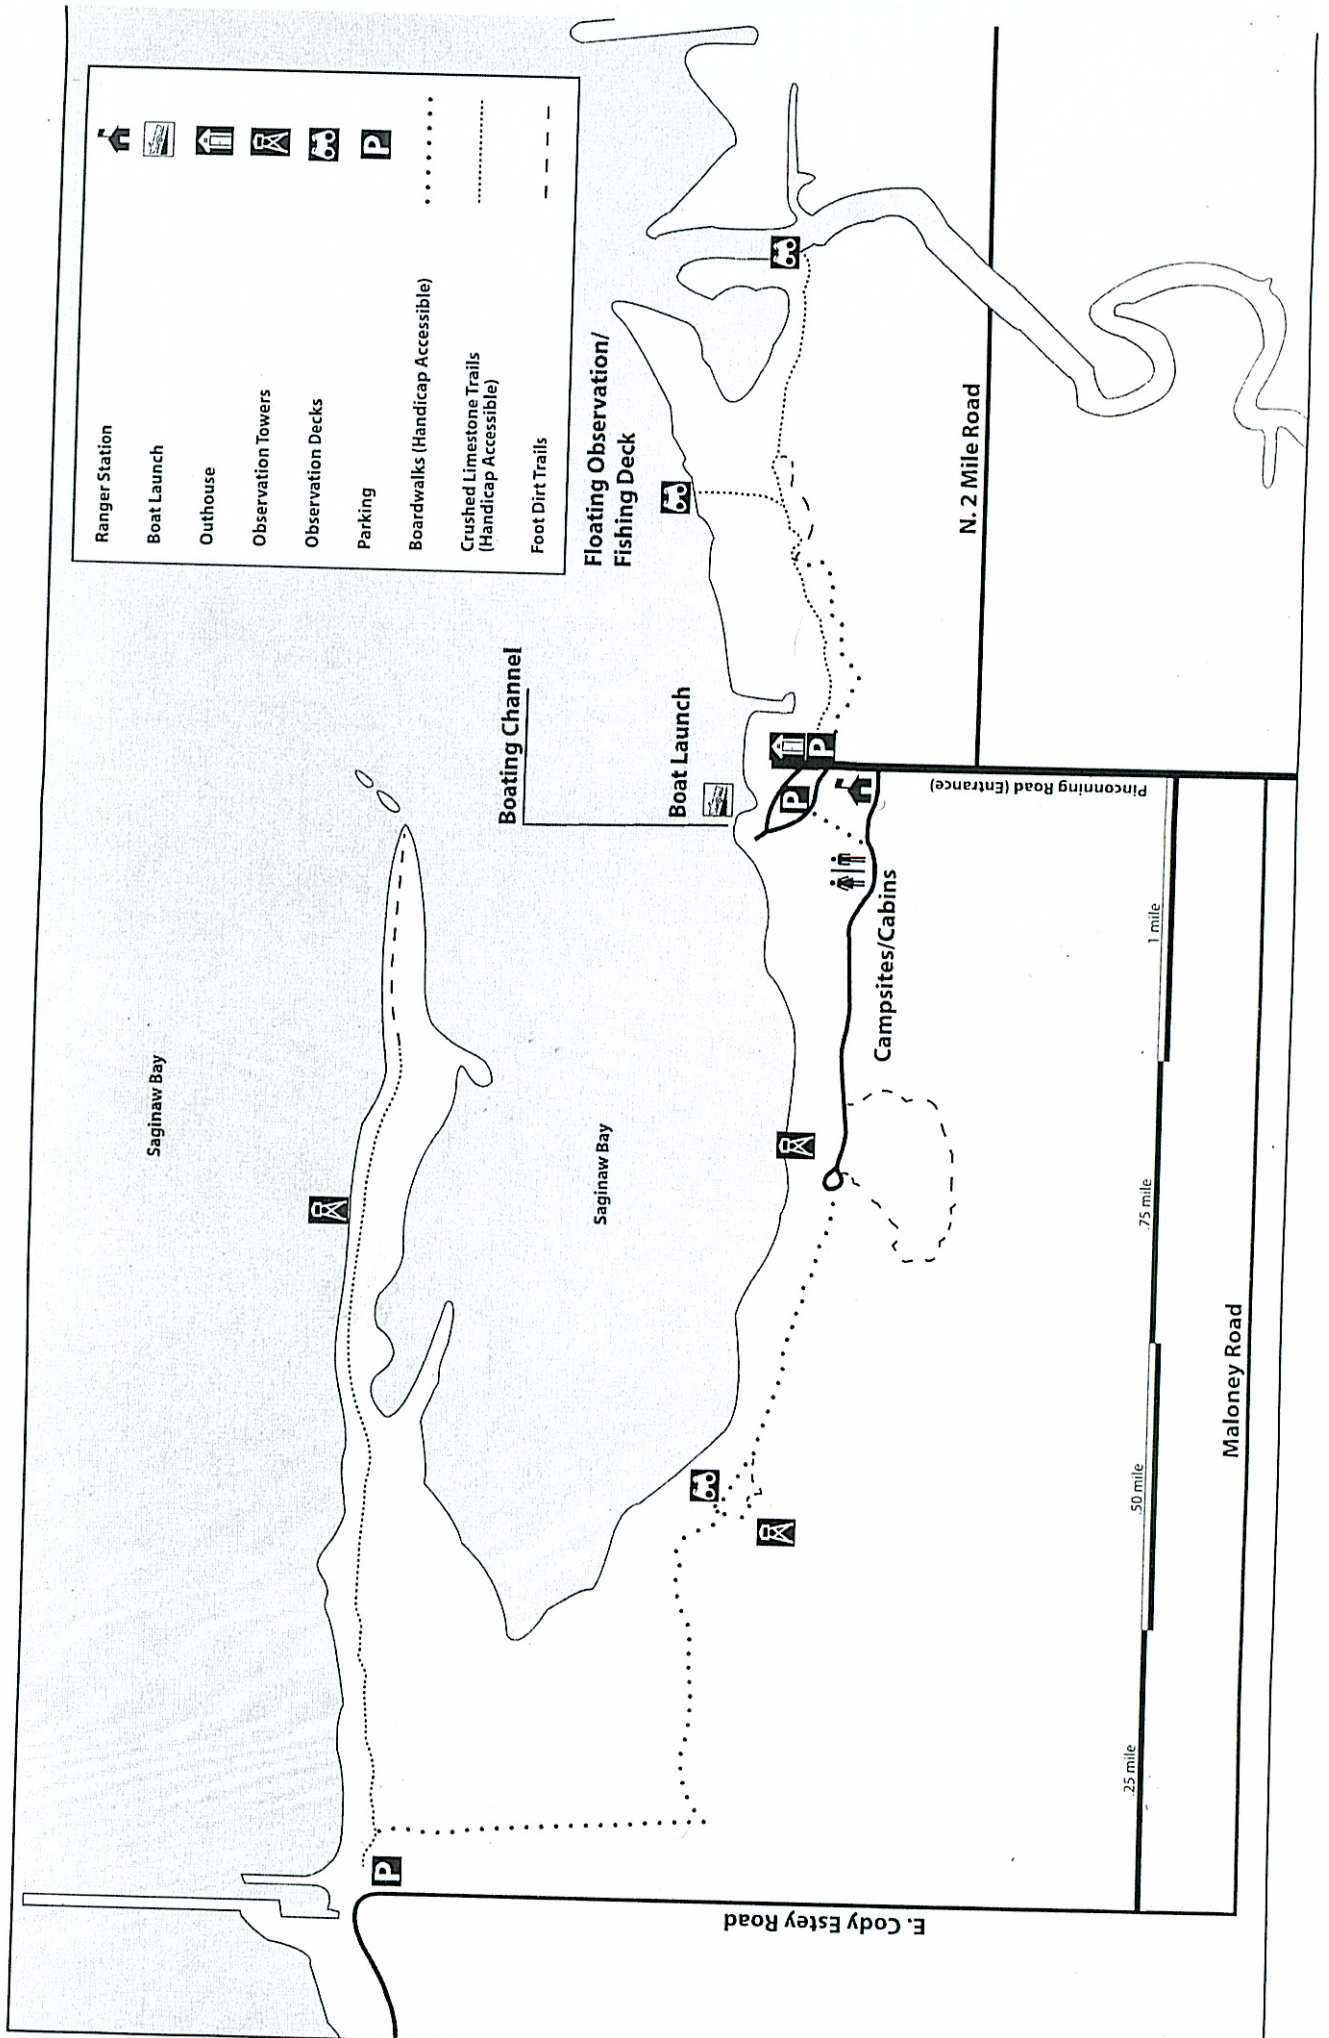 Ranger Station
Boat Launch
Outhouse
Observation Towers
Observation Decks
Parking
P
Boardwalks (Handicap Accessible)
Crushed Limestone Trails
(Handicap Accessible)
Foot Dirt Trails
Saginaw Bay
Saginaw Bay
Floating Observation/
Fishing Deck
Boating Channel
Boat Launch
P
P
P
Campsites/Cabins
N. 2 Mile Road
Pinconning Road (Entrance)
E. Cody Estey Road
.25 mile
.50 mile
.75 mile
1 mile
Maloney Road